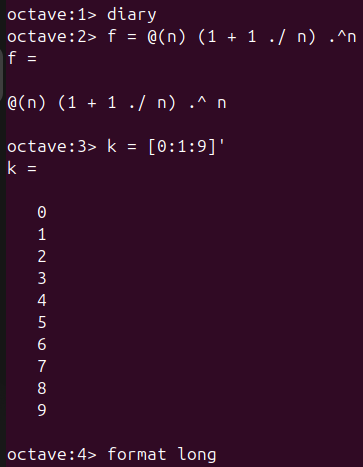 octave:1> diary
octave:2> f = @(n) (1 + 1 ./ n) .^n
f =
@(n) (1 + 1 ./ n) .^ n
octave:3> k = [0:1:9]'
k =
0
1
2
3
4
5
6
7
8
9
octave:4> format long